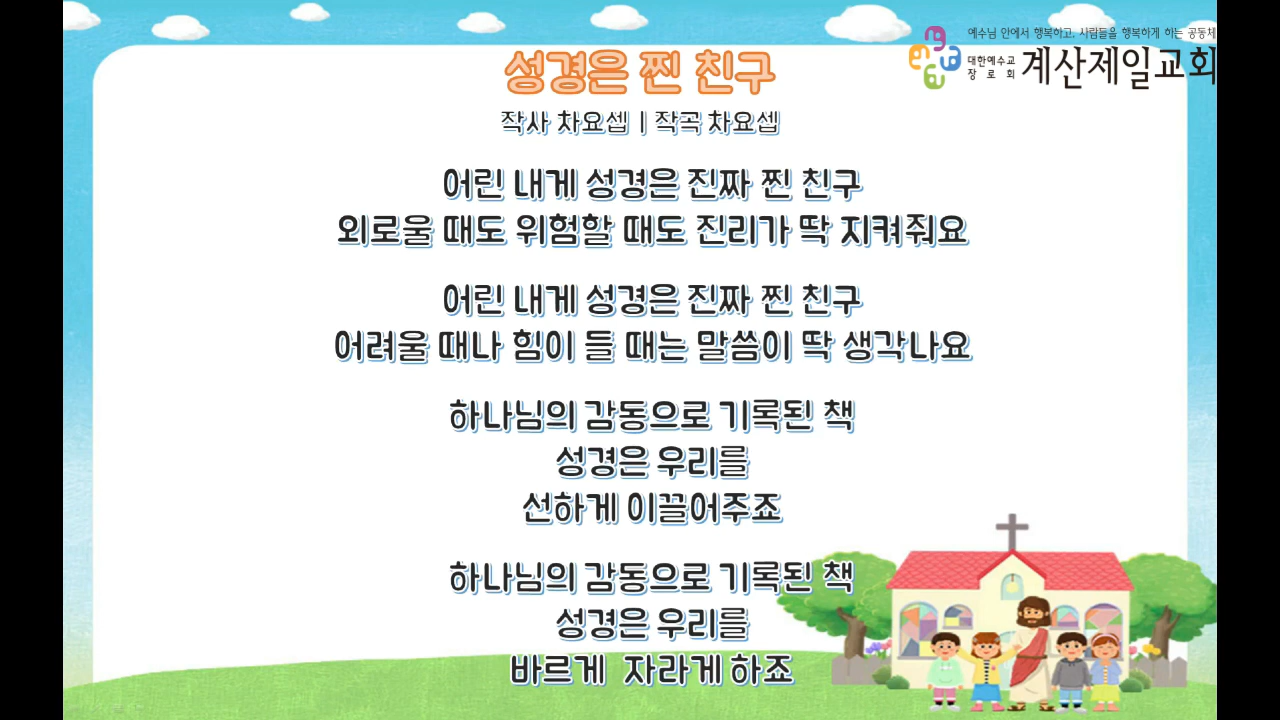 예수님 안에서 행복하고, 사람들을 행복하게 하는 공동체
대한예수교
장로회
계산제일교회
성경은 찐 친구
작사 차요셉 | 작곡 차요셉
어린 내게 성경은 진짜 찐 친구
외로울 때도 위험할 때도 진리가 딱 지켜줘요
어린 내게 성경은 진짜 찐 친구
어려울 때나 힘이 들 때는 말씀이 딱 생각나요
하나님의 감동으로 기록된 책
성경은 우리를
선하게 이끌어주죠
하나님의 감동으로 기록된 책
성경은 우리를
바르게 자라게 하죠